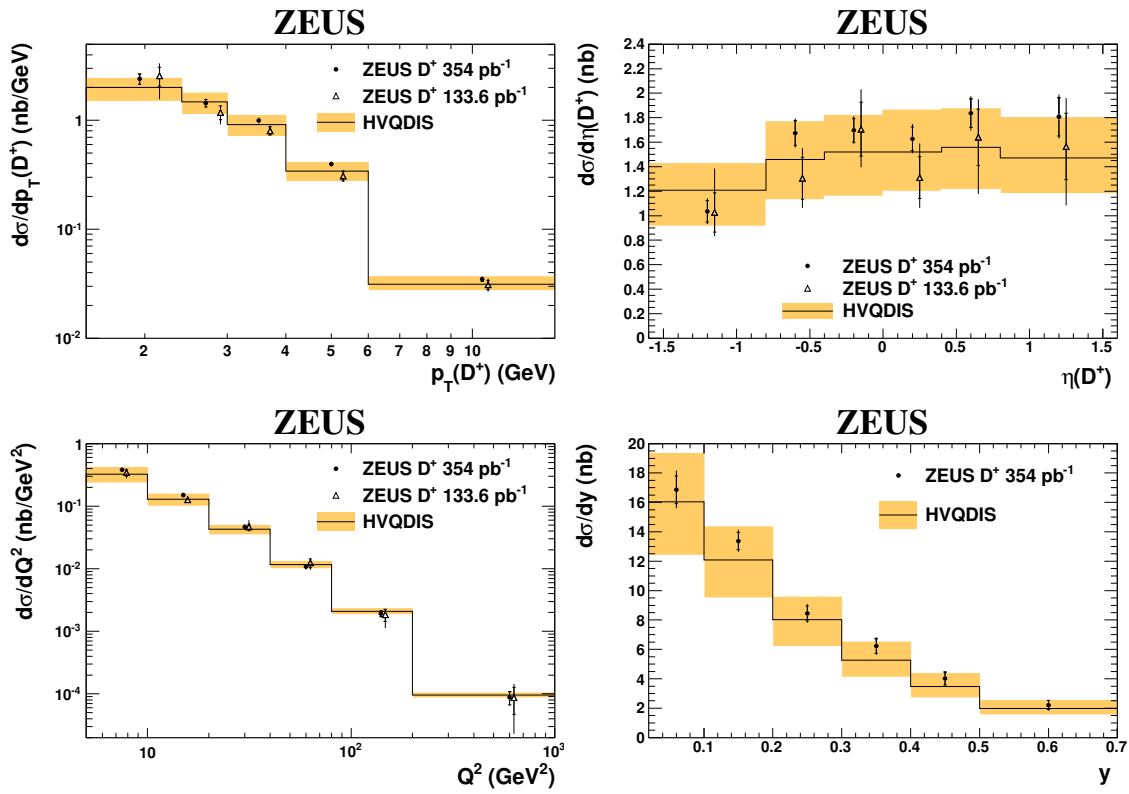 ZEUS
dσ/dp_T(D⁺) (nb/GeV)
1
10⁻¹
10⁻²
ZEUS D⁺ 354 pb⁻¹
ZEUS D⁺ 133.6 pb⁻¹
HVQDIS
2 3 4 5 6 7 8 9 10
p_T(D⁺) (GeV)
ZEUS
dσ/dη(D⁺) (nb)
2.4
2.2
2
1.8
1.6
1.4
1.2
1
0.8
0.6
0.4
0.2
0
ZEUS D⁺ 354 pb⁻¹
ZEUS D⁺ 133.6 pb⁻¹
HVQDIS
-1.5 -1 -0.5 0 0.5 1 1.5
η(D⁺)
ZEUS
dσ/dQ² (nb/GeV²)
1
10⁻¹
10⁻²
10⁻³
10⁻⁴
ZEUS D⁺ 354 pb⁻¹
ZEUS D⁺ 133.6 pb⁻¹
HVQDIS
10 10² 10³
Q² (GeV²)
ZEUS
dσ/dy (nb)
20
18
16
14
12
10
8
6
4
2
0
ZEUS D⁺ 354 pb⁻¹
HVQDIS
0.1 0.2 0.3 0.4 0.5 0.6 0.7
y